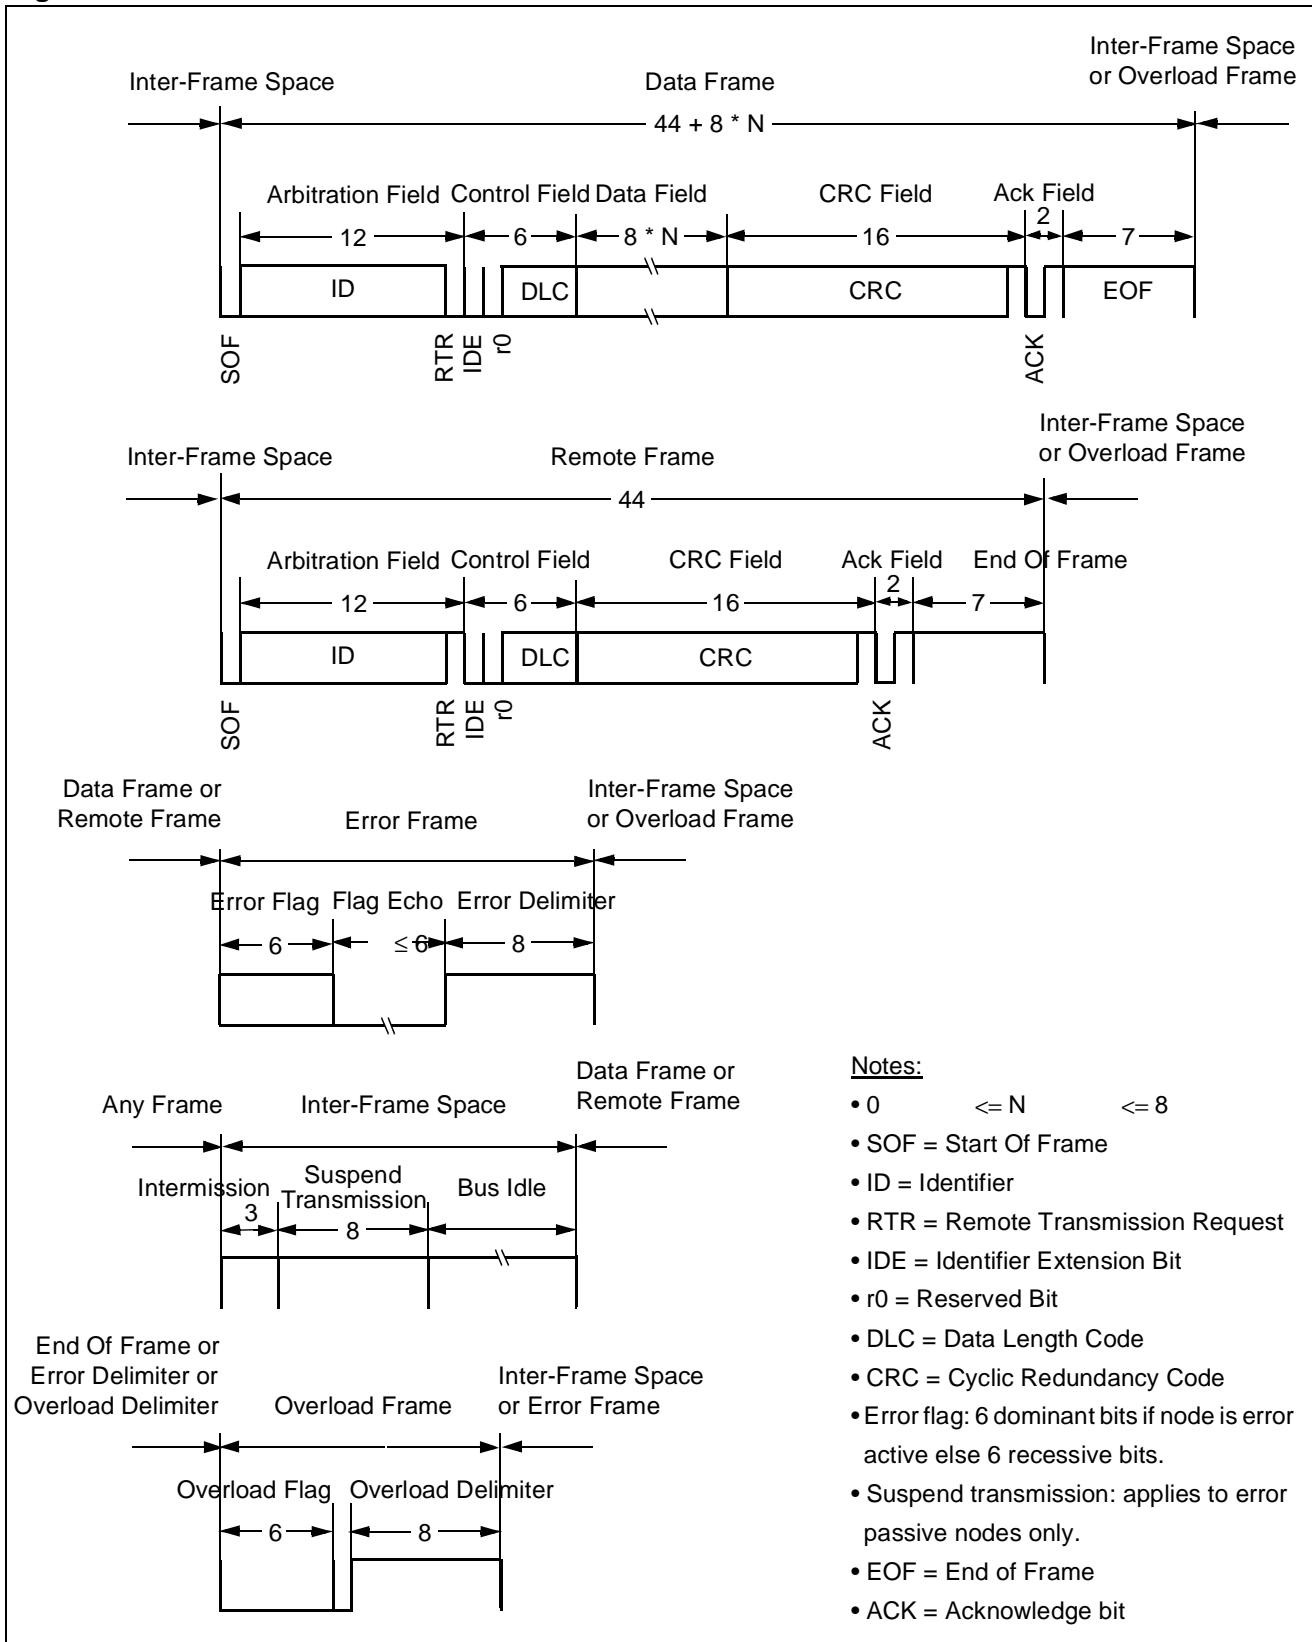 Inter-Frame Space
Data Frame
Inter-Frame Space
or Overload Frame
44 + 8 * N
Arbitration Field Control Field Data Field CRC Field Ack Field
12 6 8 * N 16 2 7
ID DLC CRC EOF
SOF RTR IDE r0 ACK
Inter-Frame Space
Remote Frame
Inter-Frame Space
or Overload Frame
44
Arbitration Field Control Field CRC Field Ack Field End Of Frame
12 6 16 2 7
ID DLC CRC
SOF RTR IDE r0 ACK
Data Frame or
Remote Frame
Error Frame
Inter-Frame Space
or Overload Frame
Error Flag Flag Echo Error Delimiter
6 ≤ 6 8
Any Frame
Inter-Frame Space
Data Frame or
Remote Frame
Intermission
Suspend
Transmission
Bus Idle
3 8
End Of Frame or
Error Delimiter or
Overload Delimiter
Overload Frame
Inter-Frame Space
or Error Frame
Overload Flag Overload Delimiter
6 8
Notes:
• 0 <= N <= 8
• SOF = Start Of Frame
• ID = Identifier
• RTR = Remote Transmission Request
• IDE = Identifier Extension Bit
• r0 = Reserved Bit
• DLC = Data Length Code
• CRC = Cyclic Redundancy Code
• Error flag: 6 dominant bits if node is error
active else 6 recessive bits.
• Suspend transmission: applies to error
passive nodes only.
• EOF = End of Frame
• ACK = Acknowledge bit